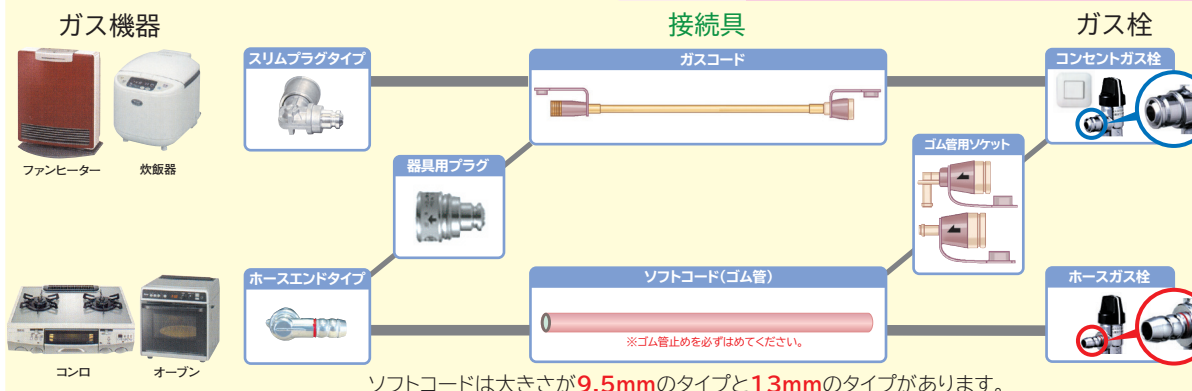 ガス機器
接続具
ガス栓
スリムプラグタイプ
ガスコード
コンセントガス栓
ファンヒーター
炊飯器
器具用プラグ
ゴム管用ソケット
ホースエンドタイプ
ソフトコード(ゴム管)
ホースガス栓
※ゴム管止めを必ずはめてください。
コンロ
オーブン
ソフトコードは大きさが9.5mmのタイプと13mmのタイプがあります。